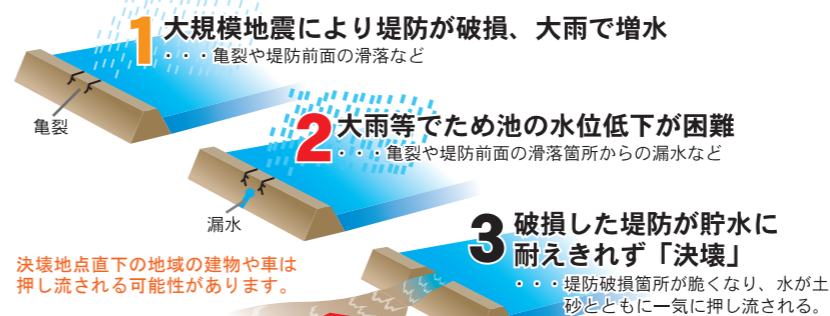 1 大規模地震により堤防が破損、大雨で増水
・・・亀裂や堤防前面の滑落など
亀裂
2 大雨等でため池の水位低下が困難
・・・亀裂や堤防前面の滑落箇所からの漏水など
漏水
3 破損した堤防が貯水に
耐えきれず「決壊」
・・・堤防破損箇所が脆くなり、水が土
砂とともに一気に押し流される。
決壊地点直下の地域の建物や車は
押し流される可能性があります。